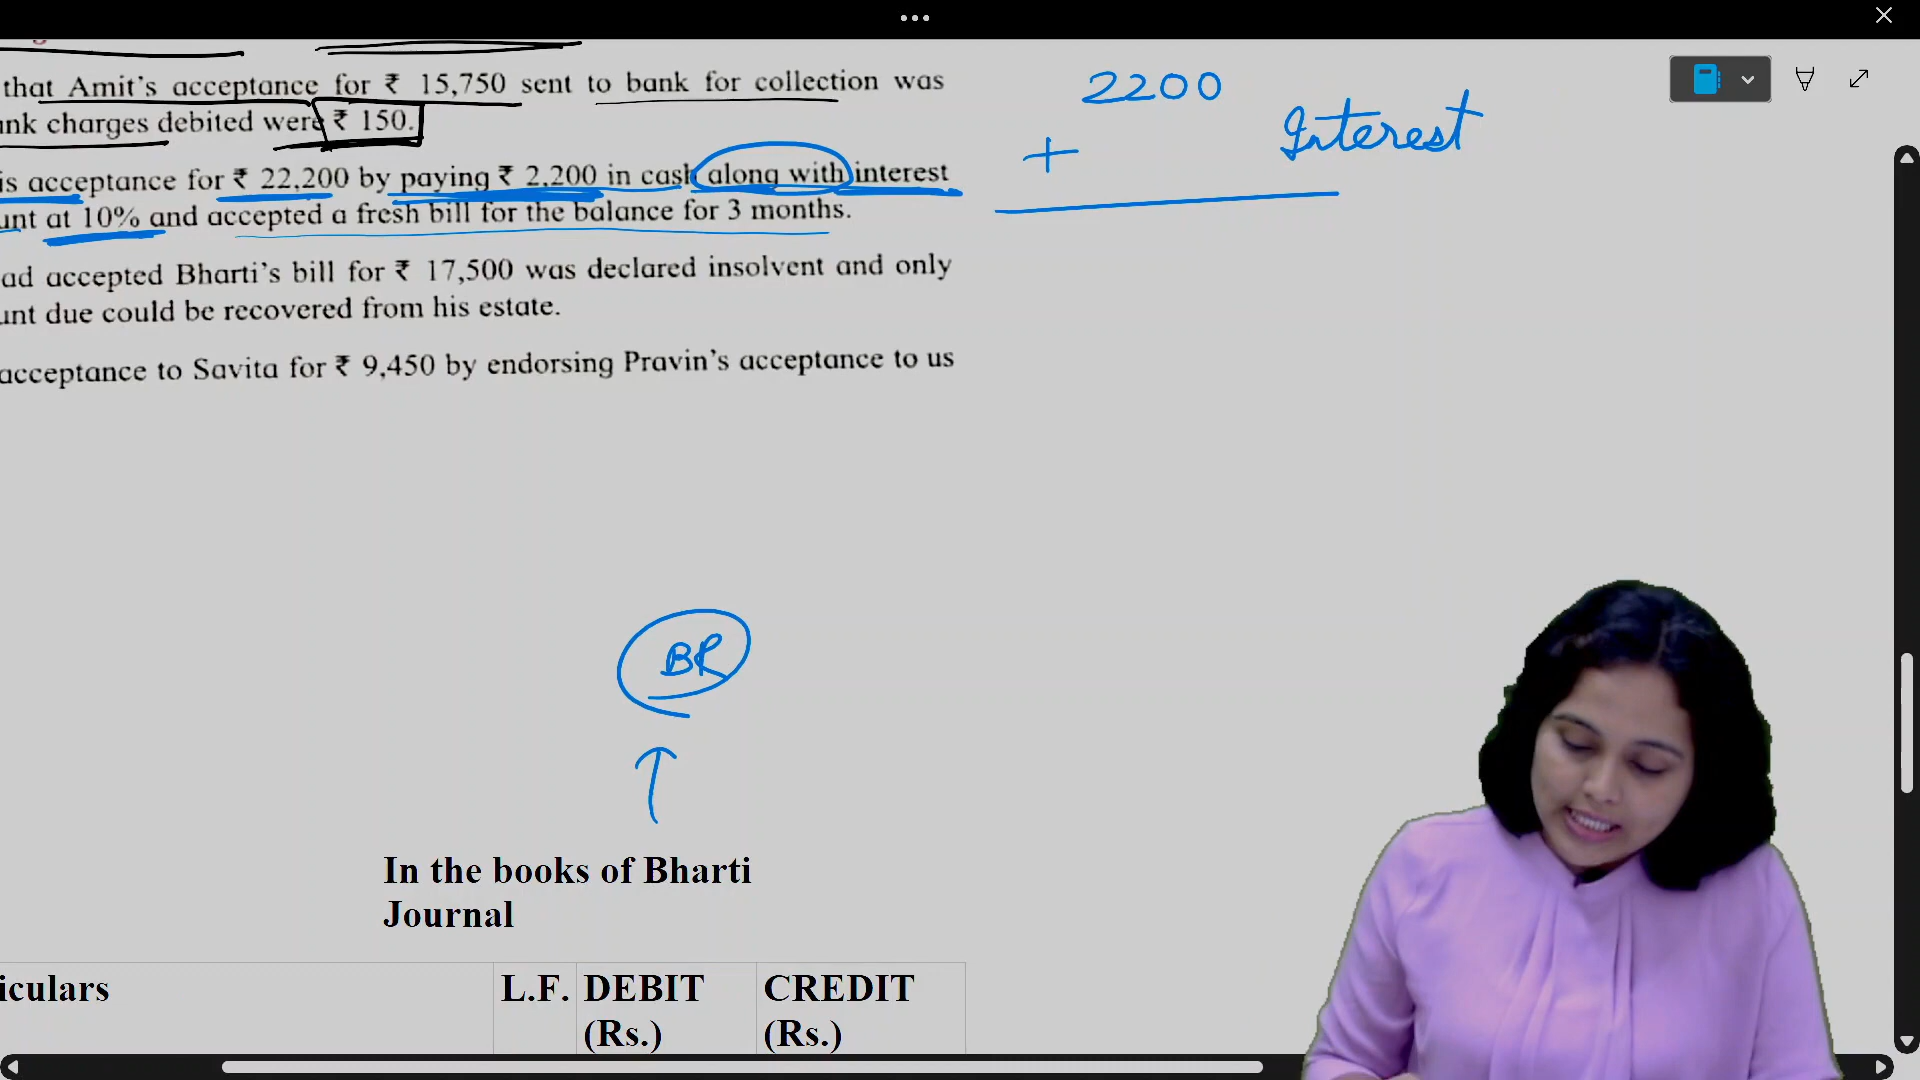 that Amit's acceptance for ₹ 15,750 sent to bank for collection was
nk charges debited were ₹ 150.
is acceptance for ₹ 22,200 by paying ₹ 2,200 in cash along with interest
unt at 10% and accepted a fresh bill for the balance for 3 months.
ad accepted Bharti's bill for ₹ 17,500 was declared insolvent and only
unt due could be recovered from his estate.
acceptance to Savita for ₹ 9,450 by endorsing Pravin's acceptance to us
2200
+ Interest
BR
In the books of Bharti
Journal
iculars L.F. DEBIT (Rs.) CREDIT (Rs.)